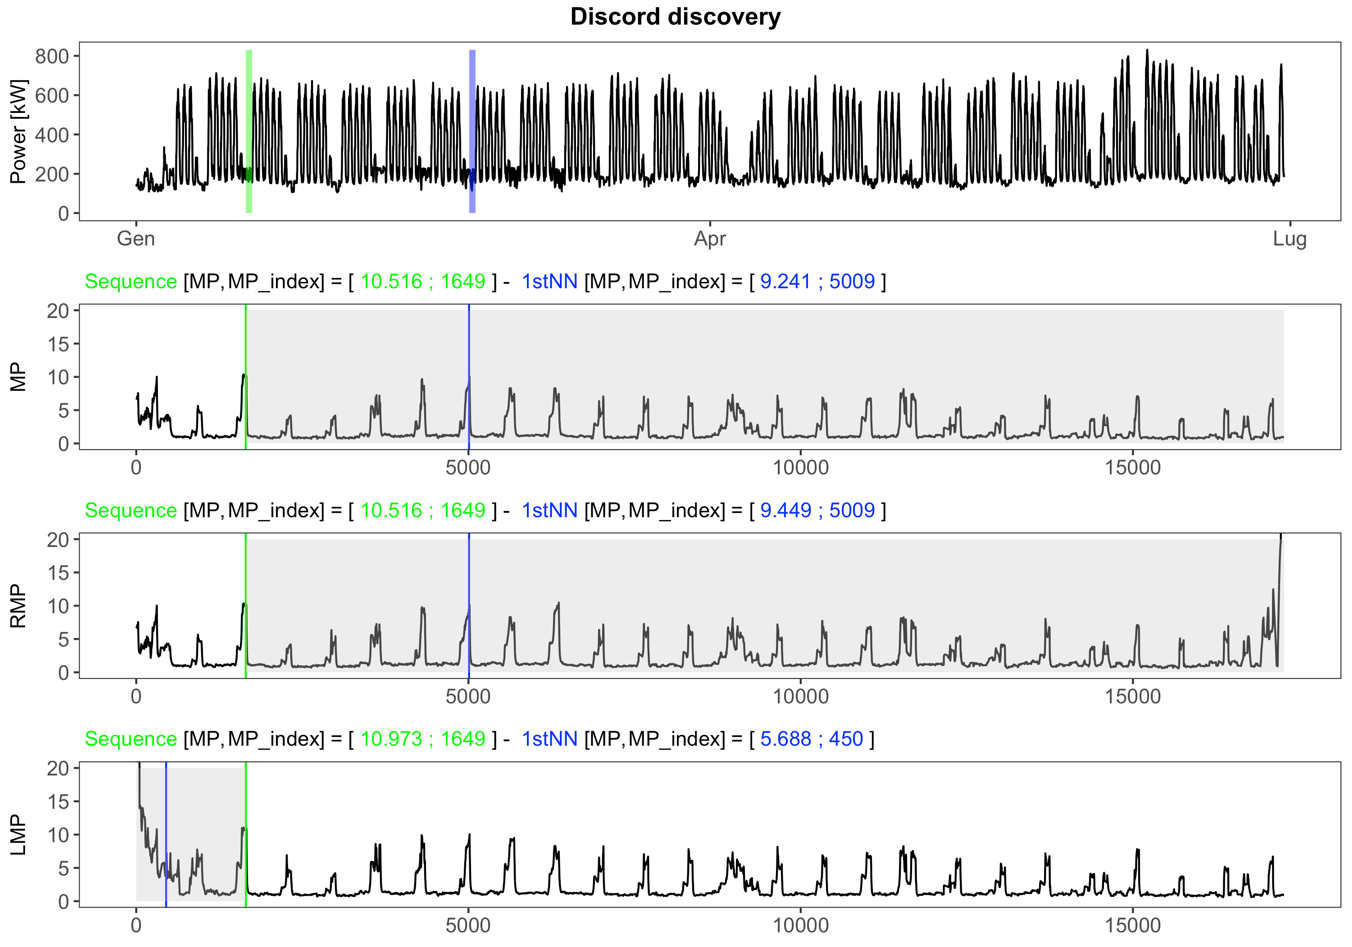 Discord discovery
Power [kW]
800
600
400
200
0
Gen Apr Lug
Sequence [MP, MP_index] = [ 10.516 ; 1649 ] - 1stNN [MP, MP_index] = [ 9.241 ; 5009 ]
MP
20
15
10
5
0
0 5000 10000 15000
Sequence [MP, MP_index] = [ 10.516 ; 1649 ] - 1stNN [MP, MP_index] = [ 9.449 ; 5009 ]
RMP
20
15
10
5
0
0 5000 10000 15000
Sequence [MP, MP_index] = [ 10.973 ; 1649 ] - 1stNN [MP, MP_index] = [ 5.688 ; 450 ]
LMP
20
15
10
5
0
0 5000 10000 15000